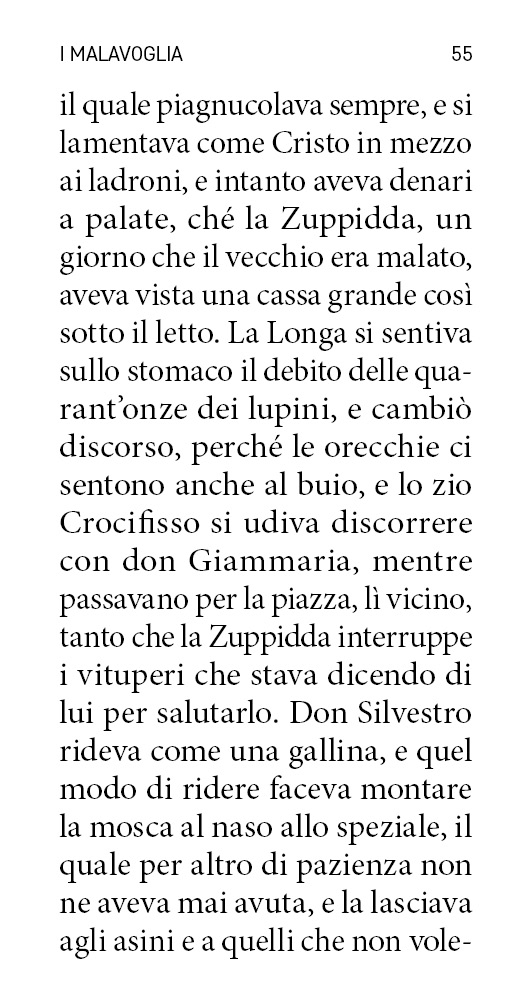 I MALAVOGLIA 55
il quale piagnucolava sempre, e si
lamentava come Cristo in mezzo
ai ladroni, e intanto aveva denari
a palate, ché la Zuppidda, un
giorno che il vecchio era malato,
aveva vista una cassa grande così
sotto il letto. La Longa si sentiva
sullo stomaco il debito delle qua-
rant’onze dei lupini, e cambiò
discorso, perché le orecchie ci
sentono anche al buio, e lo zio
Crocifisso si udiva discorrere
con don Giammaria, mentre
passavano per la piazza, lì vicino,
tanto che la Zuppidda interruppe
i vituperi che stava dicendo di
lui per salutarlo. Don Silvestro
rideva come una gallina, e quel
modo di ridere faceva montare
la mosca al naso allo speziale, il
quale per altro di pazienza non
ne aveva mai avuta, e la lasciava
agli asini e a quelli che non vole-